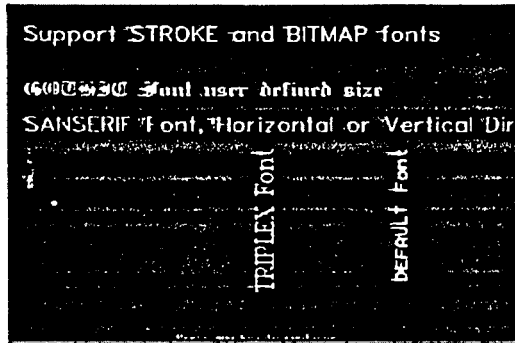 Support STROKE and BITMAP fonts
GOTHIC Font user defined size
SANSERIF Font, Horizontal or Vertical Dir
TRIPLEX Font
DEFAULT Font